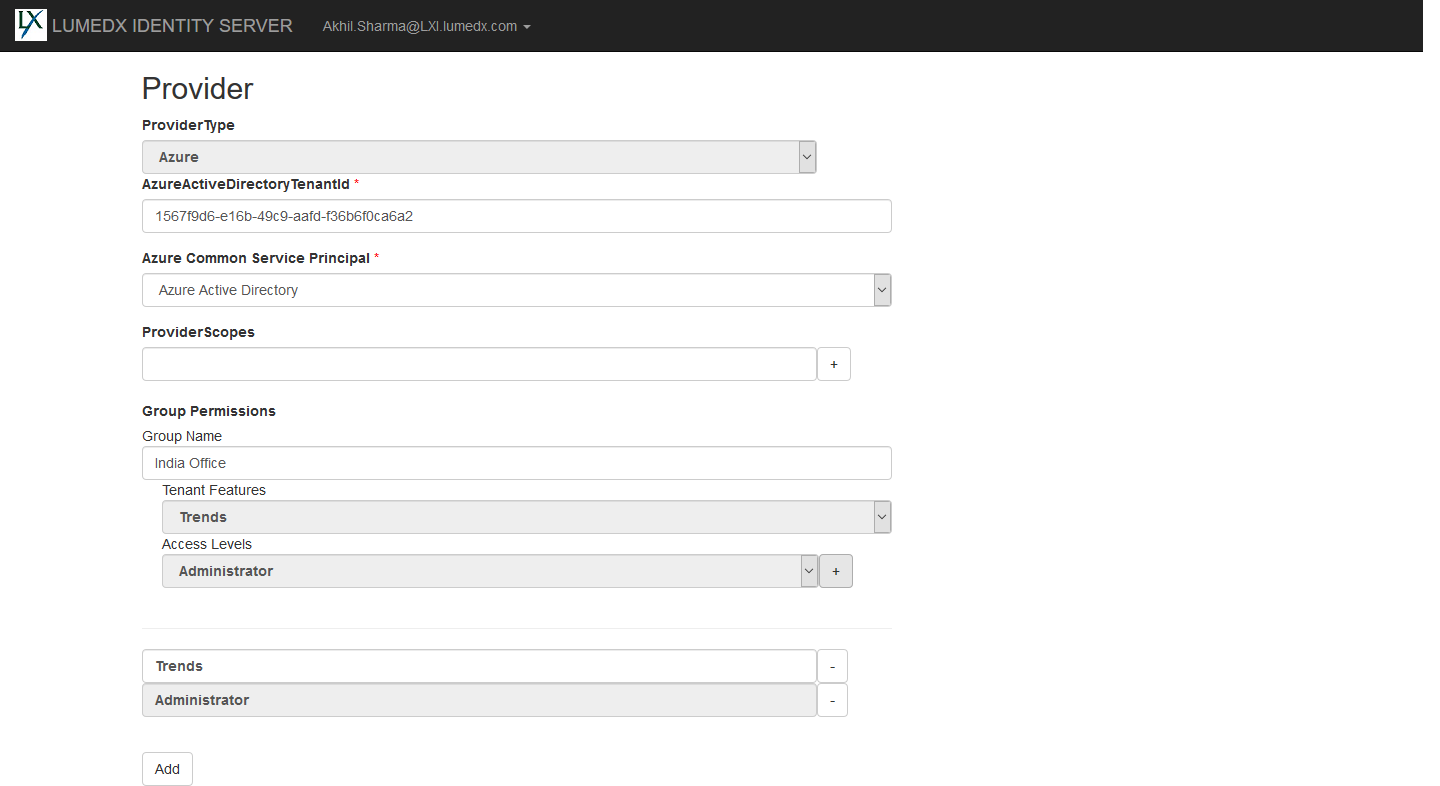 LX LUMEDX IDENTITY SERVER Akhil.Sharma@LXI.lumedx.com
Provider
ProviderType
Azure
AzureActiveDirectoryTenantId *
1567f9d6-e16b-49c9-aafd-f36b6f0ca6a2
Azure Common Service Principal *
Azure Active Directory
ProviderScopes
+
Group Permissions
Group Name
India Office
Tenant Features
Trends
Access Levels
Administrator +
Trends -
Administrator -
Add